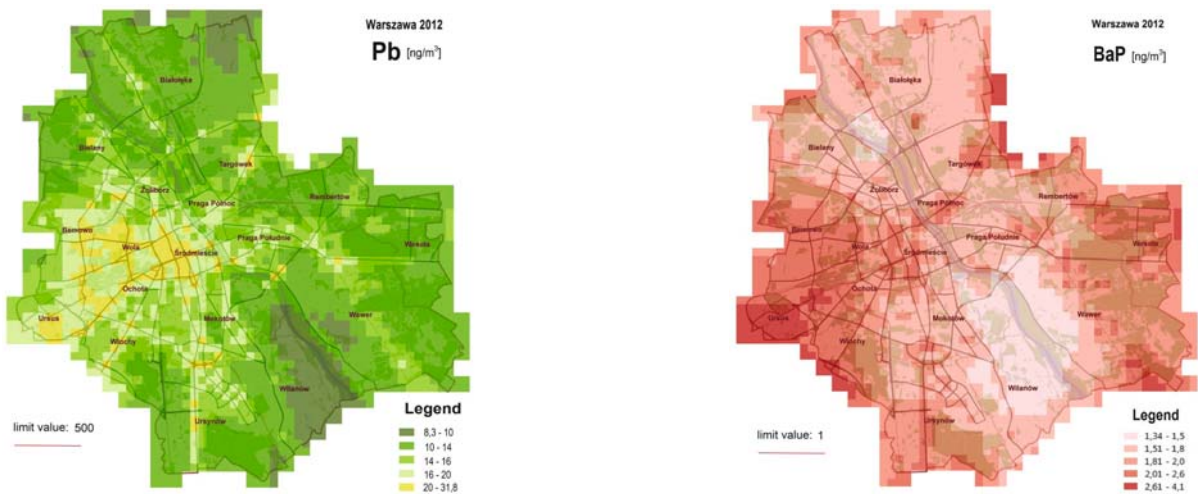 Warszawa 2012
Pb [ng/m³]
Białołęka
Bielany
Targówek
Żoliborz
Praga Północ
Rembertów
Bemowo
Wola
Śródmieście
Praga Południe
Wesoła
Ochota
Ursus
Włochy
Mokotów
Wawer
Wilanów
Ursynów
limit value: 500
Legend
8,3 - 10
10 - 14
14 - 16
16 - 20
20 - 31,8
Warszawa 2012
BaP [ng/m³]
Białołęka
Bielany
Targówek
Żoliborz
Praga Północ
Rembertów
Bemowo
Wola
Śródmieście
Praga Południe
Wesoła
Ochota
Ursus
Włochy
Mokotów
Wawer
Wilanów
Ursynów
limit value: 1
Legend
1,34 - 1,5
1,51 - 1,8
1,81 - 2,0
2,01 - 2,6
2,61 - 4,1